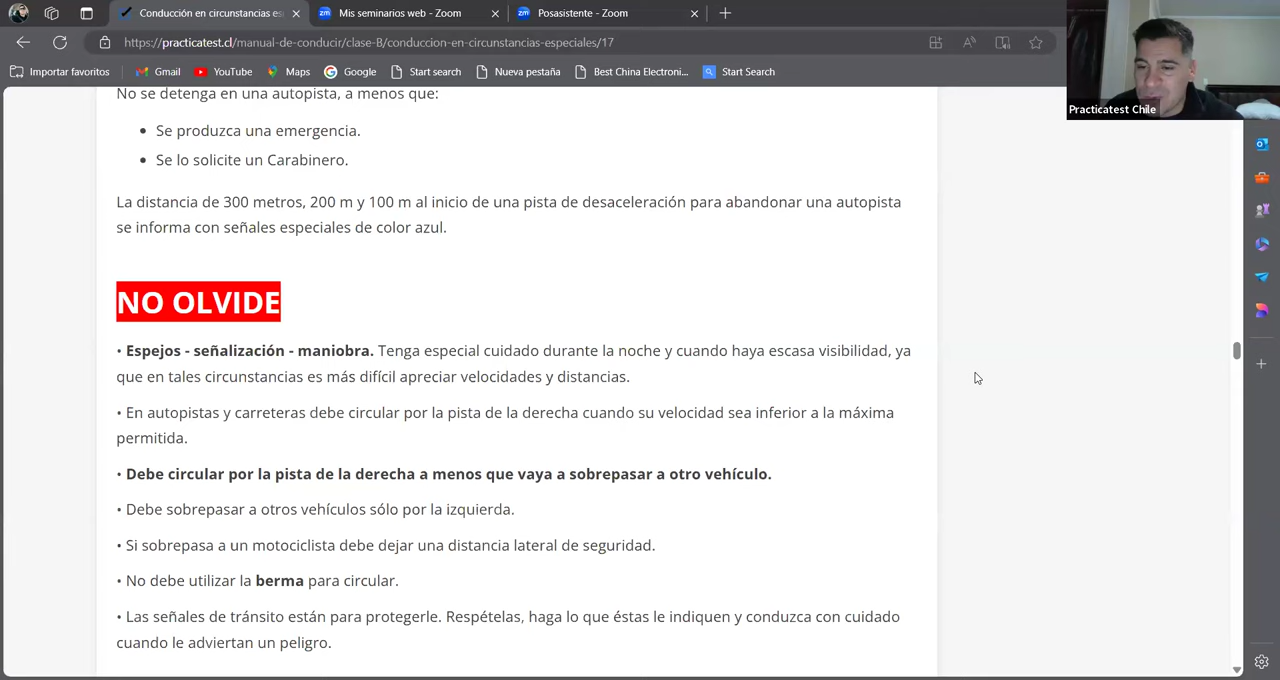 Conducción en circunstancias es
Mis seminarios web - Zoom
Posasistente - Zoom
https://practicatest.cl/manual-de-conducir/clase-B/conduccion-en-circunstancias-especiales/17
Importar favoritos
Gmail
YouTube
Maps
Google
Start search
Nueva pestaña
Best China Electroni...
Start Search
Practicatest Chile
No se detenga en una autopista, a menos que:
• Se produzca una emergencia.
• Se lo solicite un Carabinero.
La distancia de 300 metros, 200 m y 100 m al inicio de una pista de desaceleración para abandonar una autopista
se informa con señales especiales de color azul.
NO OLVIDE
• Espejos - señalización - maniobra. Tenga especial cuidado durante la noche y cuando haya escasa visibilidad, ya
que en tales circunstancias es más difícil apreciar velocidades y distancias.
• En autopistas y carreteras debe circular por la pista de la derecha cuando su velocidad sea inferior a la máxima
permitida.
• Debe circular por la pista de la derecha a menos que vaya a sobrepasar a otro vehículo.
• Debe sobrepasar a otros vehículos sólo por la izquierda.
• Si sobrepasa a un motociclista debe dejar una distancia lateral de seguridad.
• No debe utilizar la berma para circular.
• Las señales de tránsito están para protegerle. Respételas, haga lo que éstas le indiquen y conduzca con cuidado
cuando le adviertan un peligro.